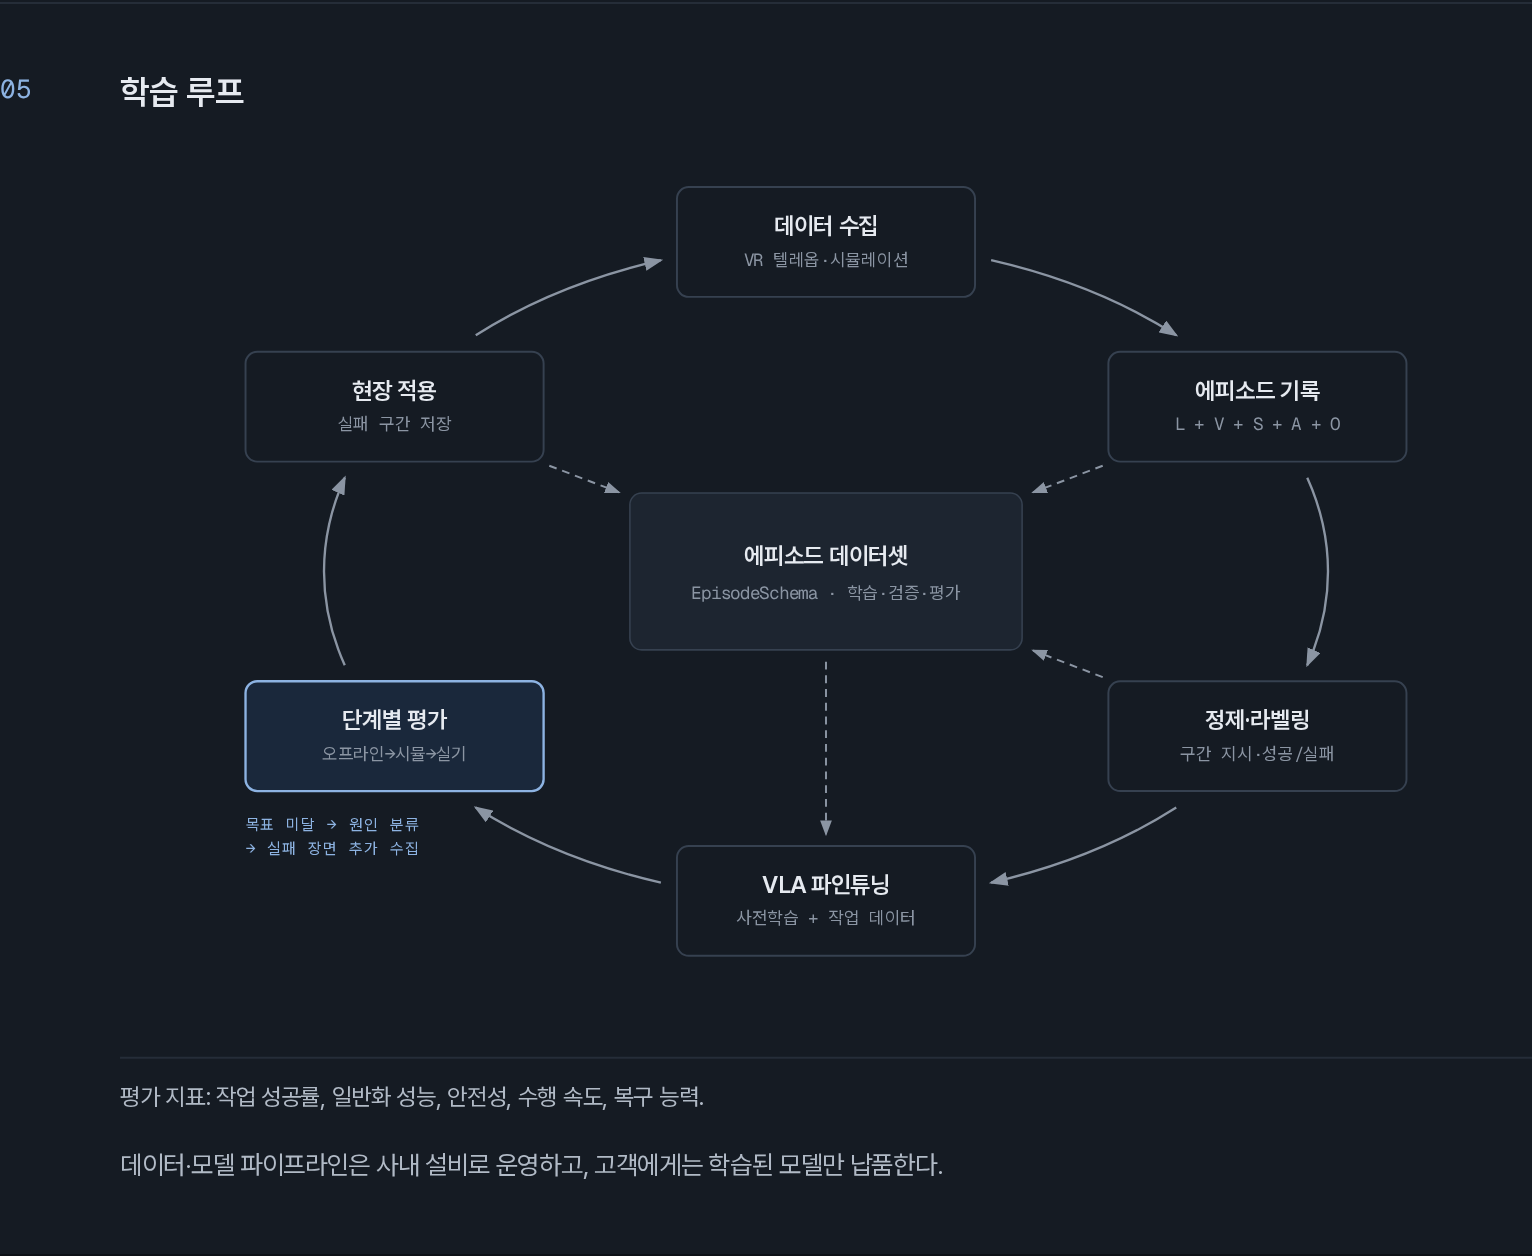 05
학습 루프
데이터 수집
VR 텔레옵·시뮬레이션
현장 적용
실패 구간 저장
에피소드 기록
L + V + S + A + O
에피소드 데이터셋
EpisodeSchema · 학습·검증·평가
단계별 평가
오프라인→시뮬→실기
목표 미달 → 원인 분류
→ 실패 장면 추가 수집
정제·라벨링
구간 지시·성공/실패
VLA 파인튜닝
사전학습 + 작업 데이터
평가 지표: 작업 성공률, 일반화 성능, 안전성, 수행 속도, 복구 능력.
데이터·모델 파이프라인은 사내 설비로 운영하고, 고객에게는 학습된 모델만 납품한다.